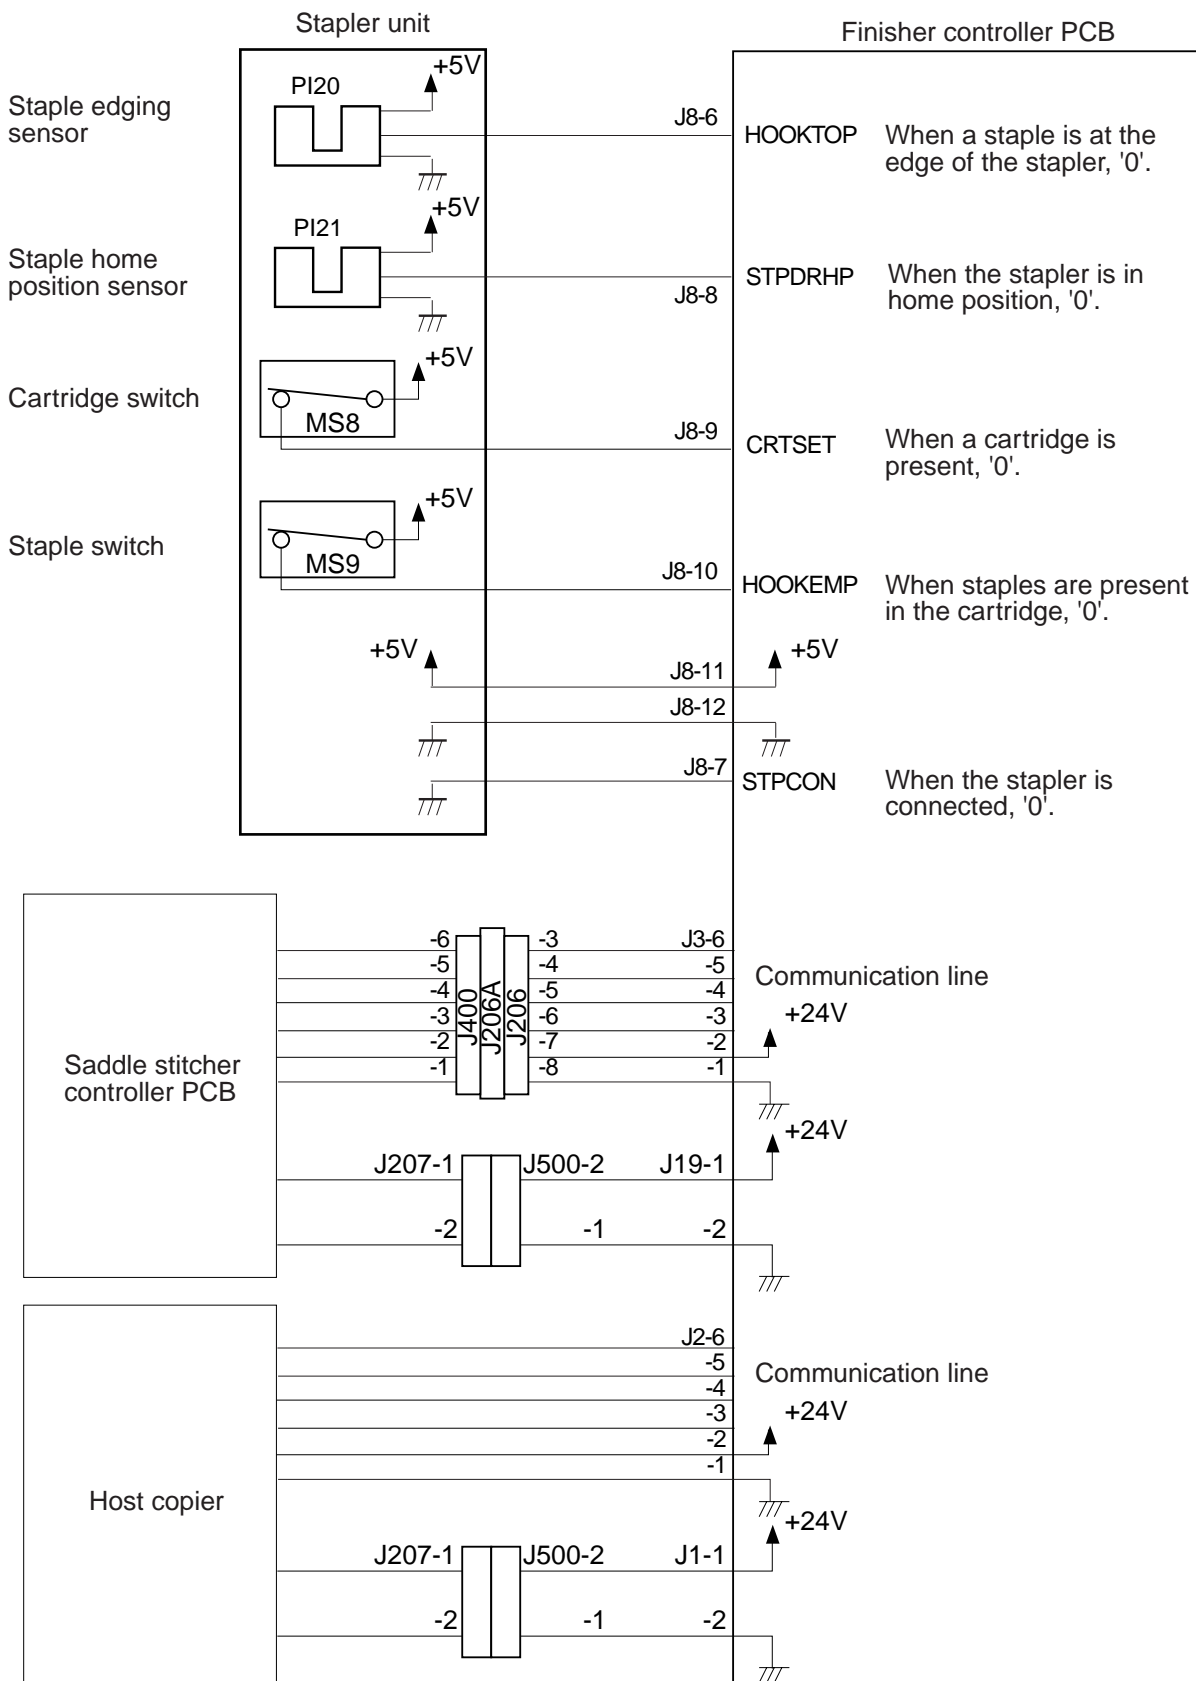 Stapler unit
Finisher controller PCB
+5V
PI20
Staple edging
sensor
J8-6
HOOKTOP
When a staple is at the
edge of the stapler, '0'.
+5V
PI21
Staple home
position sensor
J8-8
STPDRHP
When the stapler is in
home position, '0'.
+5V
Cartridge switch
MS8
J8-9
CRTSET
When a cartridge is
present, '0'.
+5V
Staple switch
MS9
J8-10
HOOKEMP
When staples are present
in the cartridge, '0'.
+5V
J8-11
+5V
J8-12
J8-7
STPCON
When the stapler is
connected, '0'.
Saddle stitcher
controller PCB
-6
-5
-4
-3
-2
-1
J400
J206A
J206
-3
-4
-5
-6
-7
-8
J3-6
-5
-4
-3
-2
-1
Communication line
+24V
+24V
J207-1
J500-2
J19-1
-2
-1
-2
Host copier
J2-6
-5
-4
-3
-2
-1
Communication line
+24V
+24V
J207-1
J500-2
J1-1
-2
-1
-2